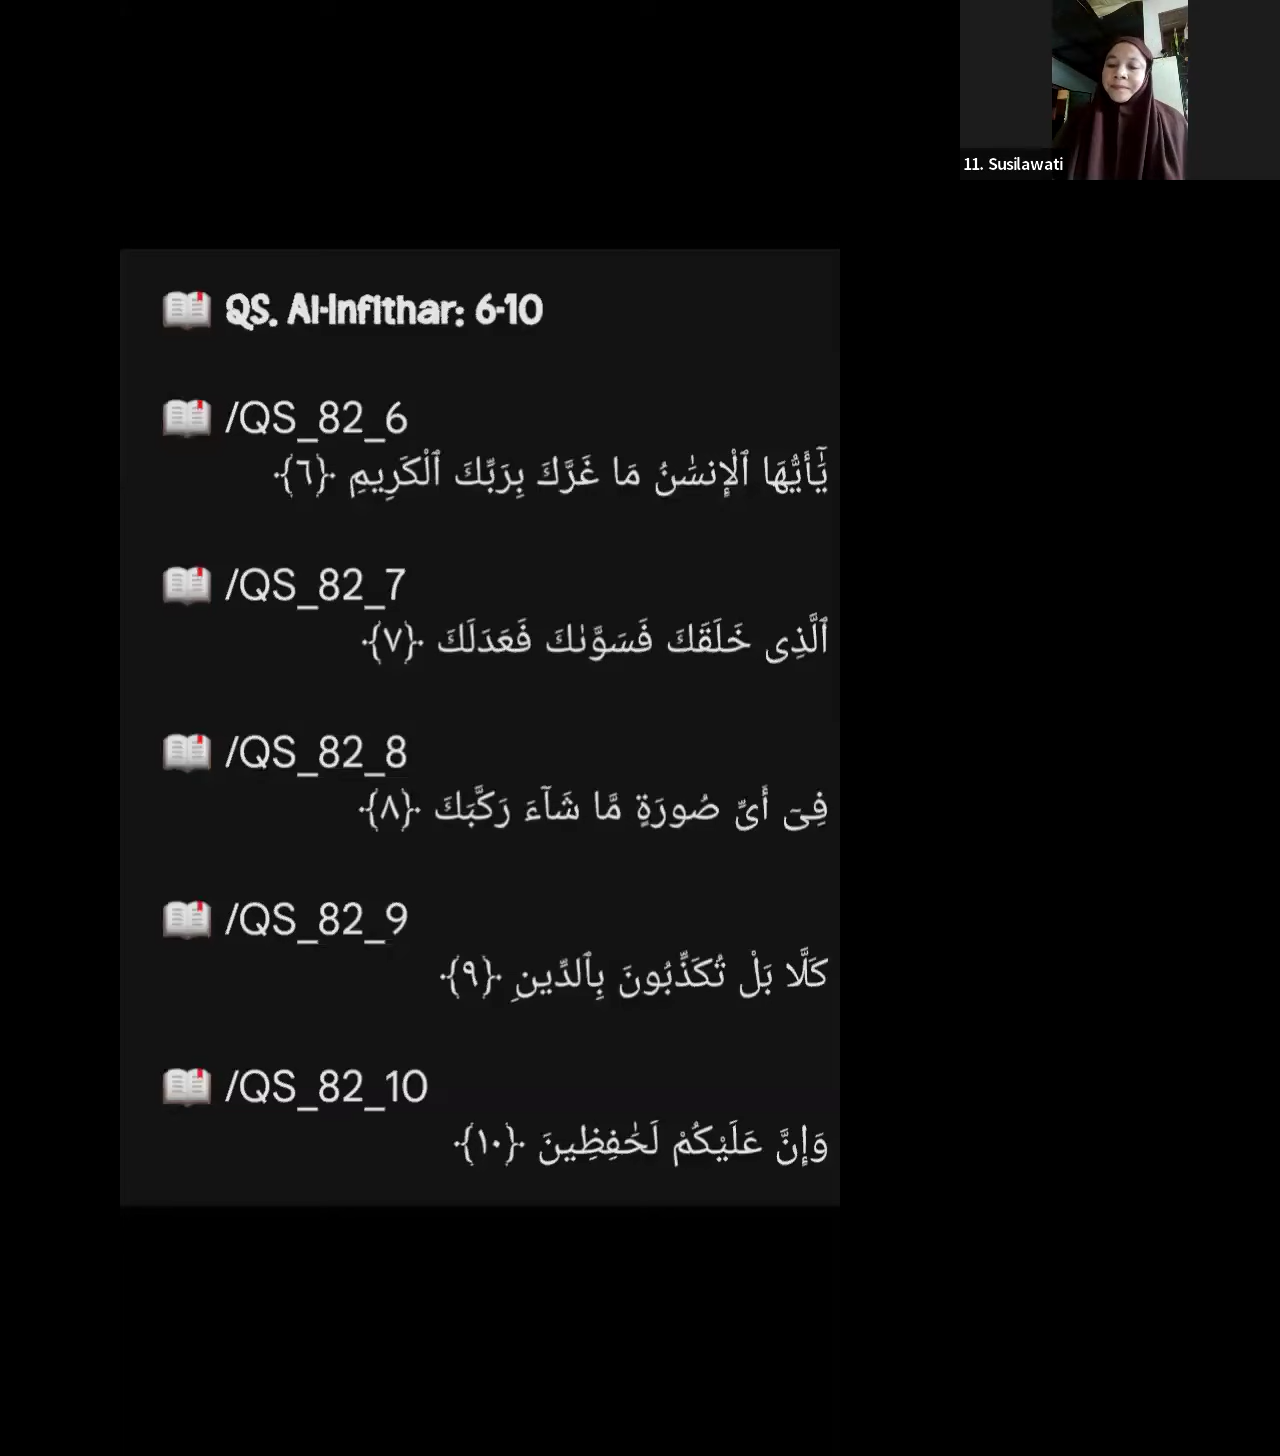 11. Susilawati
📖 QS. Al-Infithar: 6-10
📖 /QS_82_6
يَٰٓأَيُّهَا ٱلْإِنسَٰنُ مَا غَرَّكَ بِرَبِّكَ ٱلْكَرِيمِ ·{٦}·
📖 /QS_82_7
ٱلَّذِى خَلَقَكَ فَسَوَّىٰكَ فَعَدَلَكَ ·{٧}·
📖 /QS_82_8
فِىٓ أَىِّ صُورَةٍ مَّا شَآءَ رَكَّبَكَ ·{٨}·
📖 /QS_82_9
كَلَّا بَلْ تُكَذِّبُونَ بِٱلدِّينِ ·{٩}·
📖 /QS_82_10
وَإِنَّ عَلَيْكُمْ لَحَٰفِظِينَ ·{١٠}·